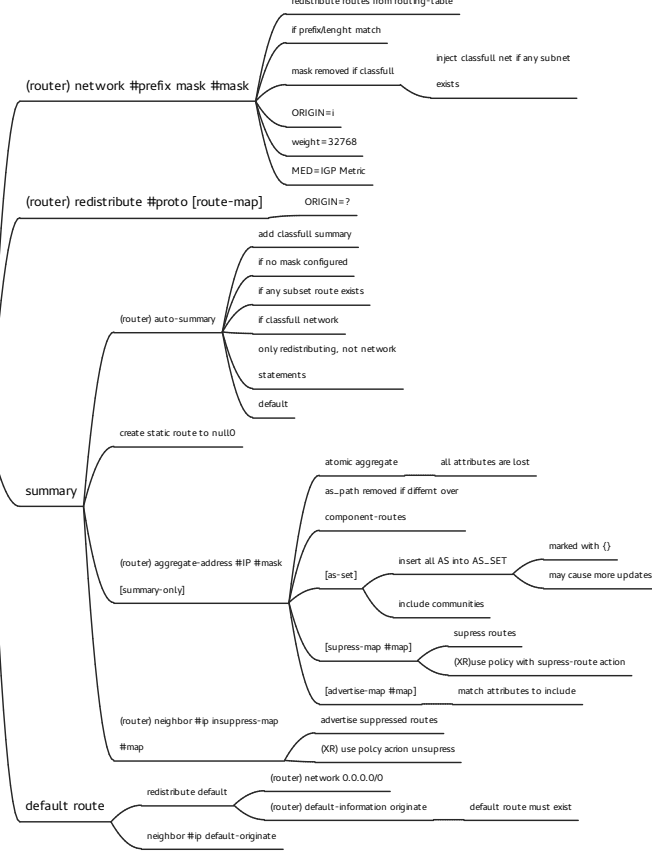 redistribute routes from routing-table
if prefix/lenght match
mask removed if classfull
inject classfull net if any subnet
exists
(router) network #prefix mask #mask
ORIGIN=i
weight=32768
MED=IGP Metric
(router) redistribute #proto [route-map]
ORIGIN=?
add classfull summary
if no mask configured
if any subset route exists
(router) auto-summary
if classfull network
only redistributing, not network
statements
default
create static route to null0
summary
atomic aggregate
all attributes are lost
as_path removed if differnt over
component-routes
(router) aggregate-address #IP #mask
[summary-only]
[as-set]
insert all AS into AS_SET
marked with {}
may cause more updates
include communities
[supress-map #map]
supress routes
(XR)use policy with supress-route action
[advertise-map #map]
match attributes to include
(router) neighbor #ip insuppress-map
#map
advertise suppressed routes
(XR) use polcy acrion unsupress
default route
redistribute default
(router) network 0.0.0.0/0
(router) default-information originate
default route must exist
neighbor #ip default-originate